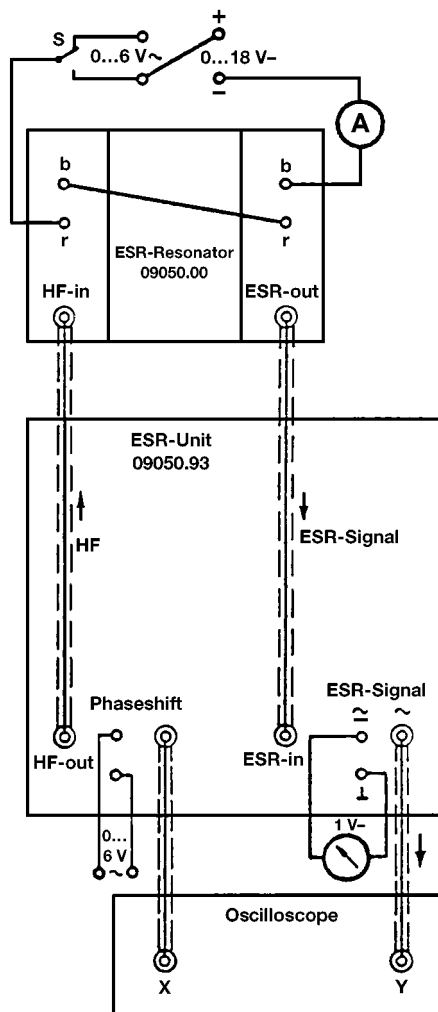 +
S
0...6 V~
0...18 V–
–
A
b
b
r
r
ESR-Resonator
09050.00
HF-in
ESR-out
ESR-Unit
09050.93
HF
ESR-Signal
ESR-Signal
Phaseshift
≂
~
HF-out
ESR-in
⊥
0...
6 V
~
1 V–
Oscilloscope
X
Y